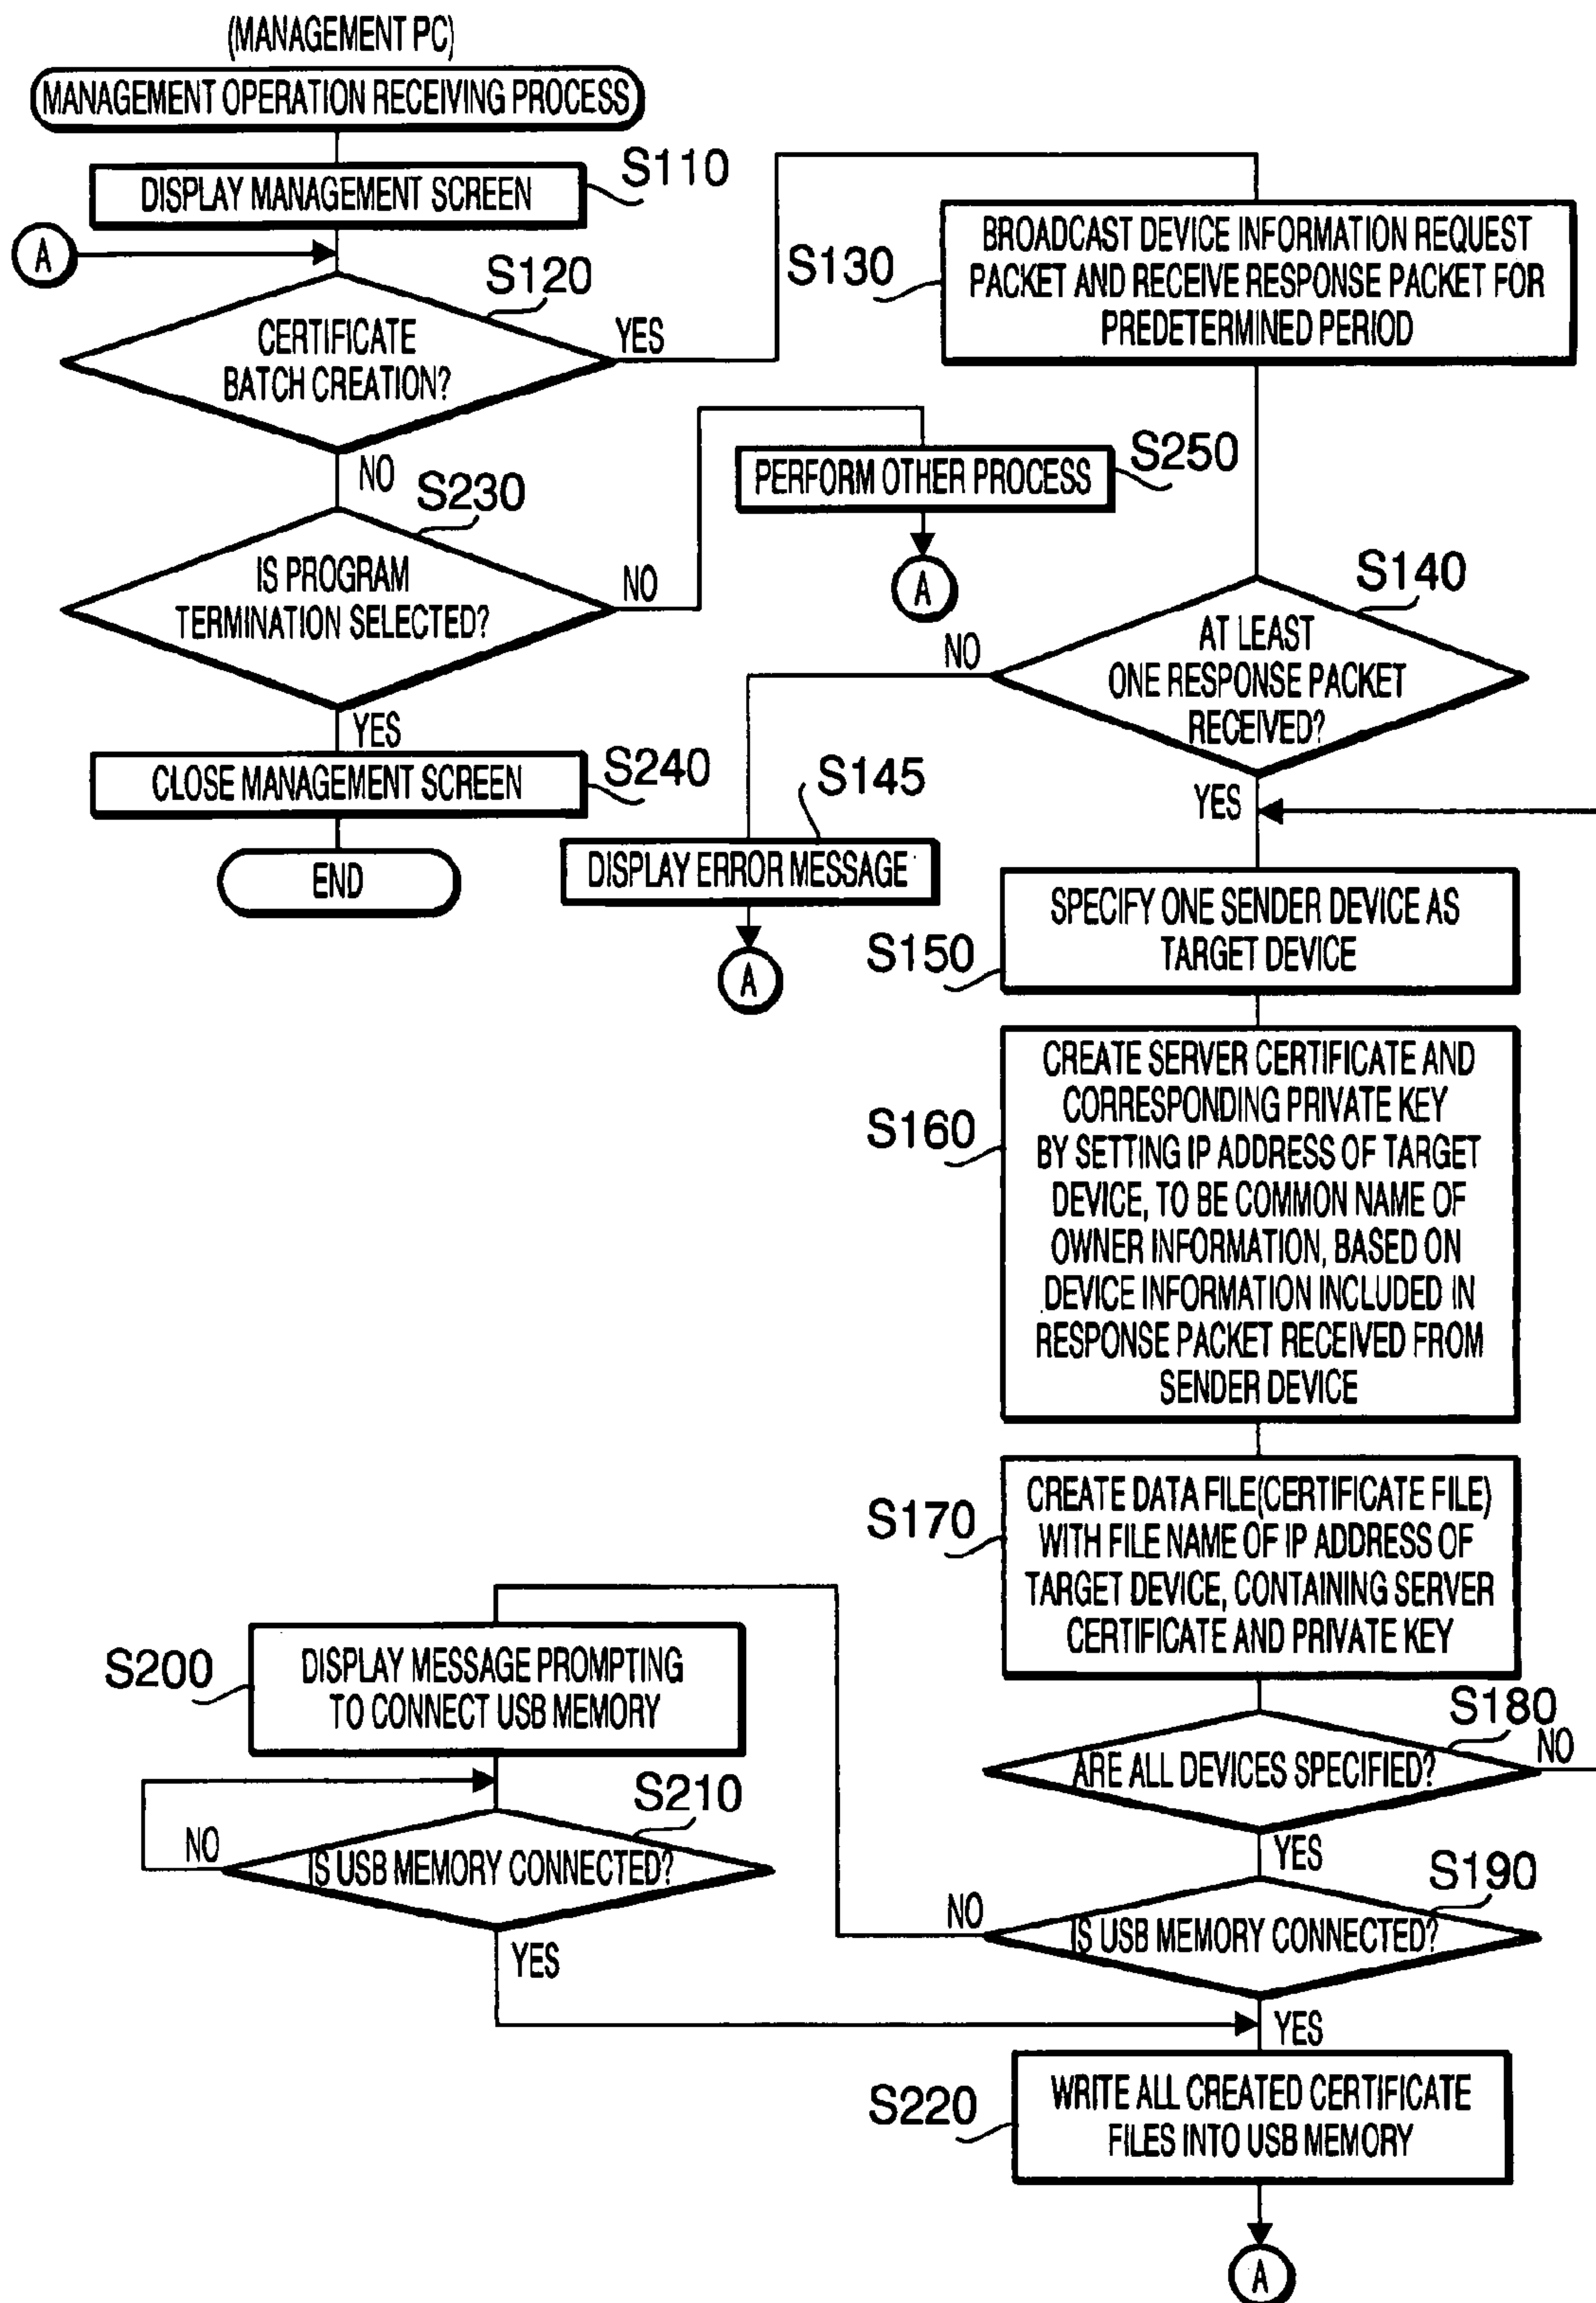 (MANAGEMENT PC)
MANAGEMENT OPERATION RECEIVING PROCESS
DISPLAY MANAGEMENT SCREEN
S110
A
S120
CERTIFICATE
BATCH CREATION?
YES
NO
S130
BROADCAST DEVICE INFORMATION REQUEST
PACKET AND RECEIVE RESPONSE PACKET FOR
PREDETERMINED PERIOD
S230
IS PROGRAM
TERMINATION SELECTED?
NO
YES
PERFORM OTHER PROCESS
S250
A
CLOSE MANAGEMENT SCREEN
S240
END
S140
AT LEAST
ONE RESPONSE PACKET
RECEIVED?
NO
YES
S145
DISPLAY ERROR MESSAGE
A
S150
SPECIFY ONE SENDER DEVICE AS
TARGET DEVICE
S160
CREATE SERVER CERTIFICATE AND
CORRESPONDING PRIVATE KEY
BY SETTING IP ADDRESS OF TARGET
DEVICE, TO BE COMMON NAME OF
OWNER INFORMATION, BASED ON
DEVICE INFORMATION INCLUDED IN
RESPONSE PACKET RECEIVED FROM
SENDER DEVICE
S170
CREATE DATA FILE(CERTIFICATE FILE)
WITH FILE NAME OF IP ADDRESS OF
TARGET DEVICE, CONTAINING SERVER
CERTIFICATE AND PRIVATE KEY
S180
ARE ALL DEVICES SPECIFIED?
NO
YES
S190
IS USB MEMORY CONNECTED?
NO
YES
S200
DISPLAY MESSAGE PROMPTING
TO CONNECT USB MEMORY
S210
IS USB MEMORY CONNECTED?
NO
YES
S220
WRITE ALL CREATED CERTIFICATE
FILES INTO USB MEMORY
A